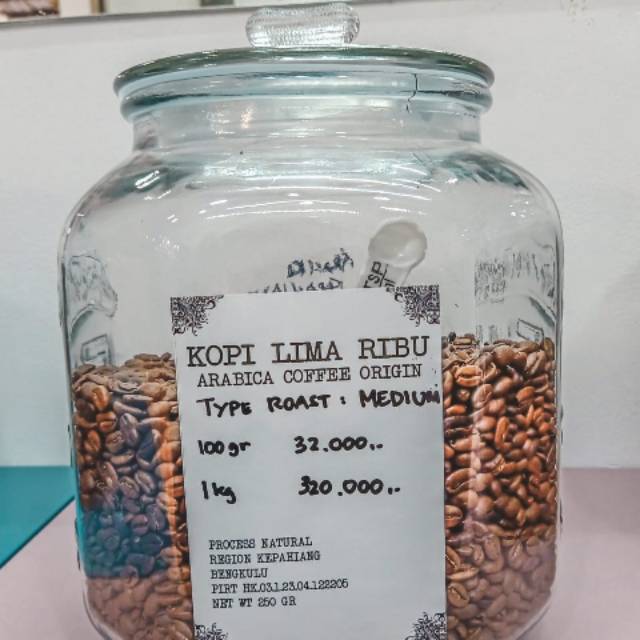 KOPI LIMA RIBU
ARABICA COFFEE ORIGIN
TYPE ROAST : MEDIUM
100gr 32.000,-
1kg 320.000,-
PROCESS NATURAL
REGION KEPAHIANG
BENGKULU
PIRT HK.03.1.23.04.122205
NET WT 250 GR